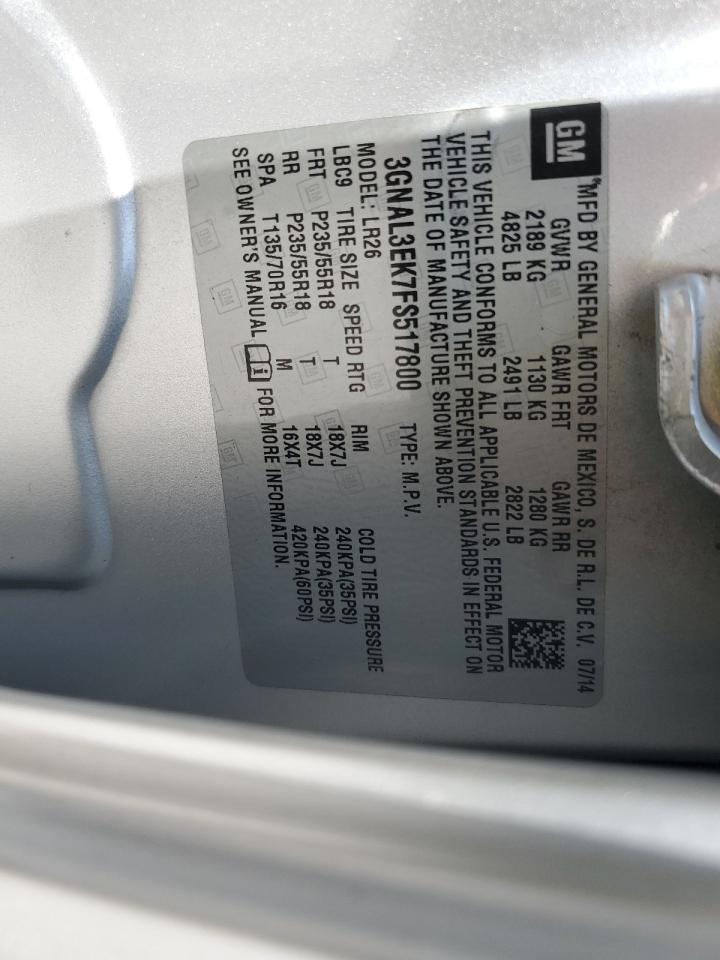 GM
MFD BY GENERAL MOTORS DE MEXICO, S. DE R.L. DE C.V. 07/14
GVWR GAWR FRT GAWR RR
2189 KG 1130 KG 1280 KG
4825 LB 2491 LB 2822 LB
THIS VEHICLE CONFORMS TO ALL APPLICABLE U.S. FEDERAL MOTOR
VEHICLE SAFETY AND THEFT PREVENTION STANDARDS IN EFFECT ON
THE DATE OF MANUFACTURE SHOWN ABOVE.
3GNAL3EK7FS517800 TYPE: M.P.V.
MODEL: LR26
LBC9 TIRE SIZE SPEED RTG RIM COLD TIRE PRESSURE
FRT P235/55R18 T 18X7J 240KPA(35PSI)
RR P235/55R18 T 18X7J 240KPA(35PSI)
SPA T135/70R16 M 16X4T 420KPA(60PSI)
SEE OWNER'S MANUAL FOR MORE INFORMATION.